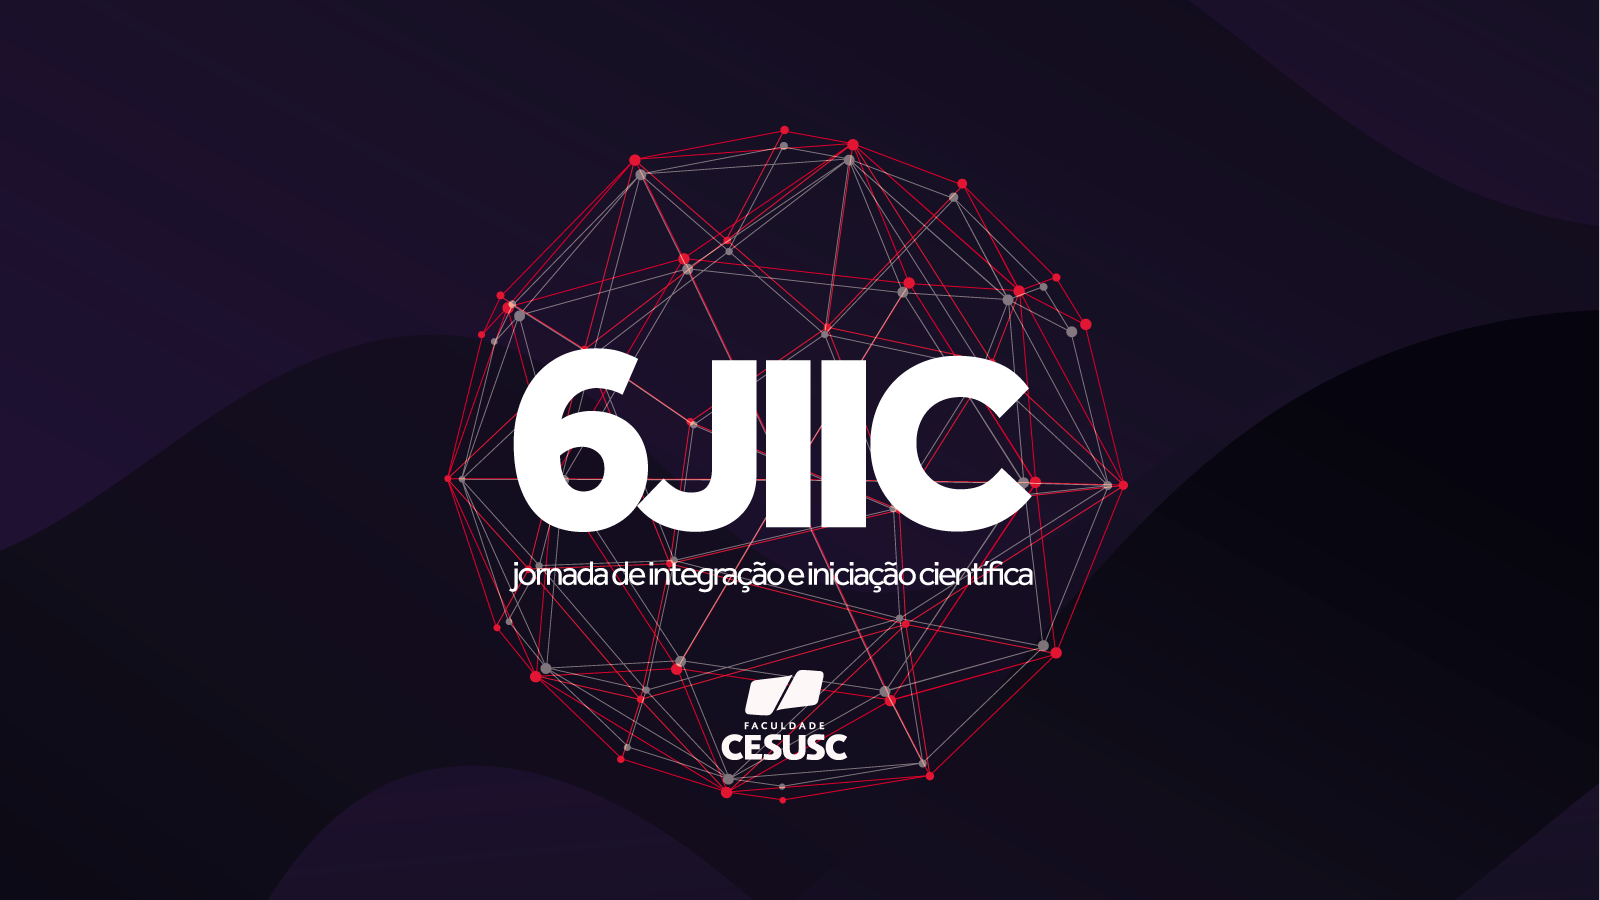 6JIIC
jornada de integração e iniciação científica
FACULDADE
CESUSC